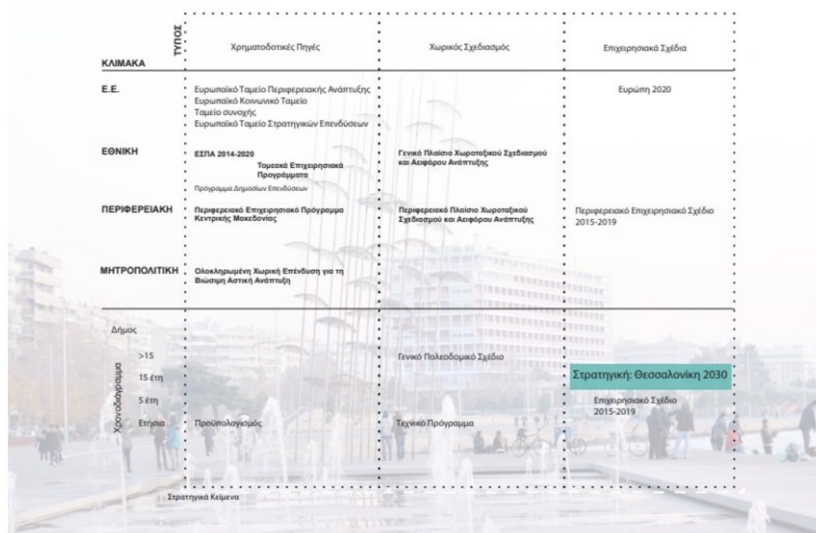 ΤΥΠΟΣ
Χρηματοδοτικές Πηγές
Χωρικός Σχεδιασμός
Επιχειρησιακά Σχέδια
ΚΛΙΜΑΚΑ
Ε.Ε.
Ευρωπαϊκό Ταμείο Περιφερειακής Ανάπτυξης
Ευρωπαϊκό Κοινωνικό Ταμείο
Ταμείο συνοχής
Ευρωπαϊκό Ταμείο Στρατηγικών Επενδύσεων
Ευρώπη 2020
ΕΘΝΙΚΗ
ΕΣΠΑ 2014-2020
Τομεακά Επιχειρησιακά
Προγράμματα
Πρόγραμμα Δημοσίων Επενδύσεων
Γενικό Πλαίσιο Χωροταξικού Σχεδιασμού
και Αειφόρου Ανάπτυξης
ΠΕΡΙΦΕΡΕΙΑΚΗ
Περιφερειακό Επιχειρησιακό Πρόγραμμα
Κεντρικής Μακεδονίας
Περιφερειακό Πλαίσιο Χωροταξικού
Σχεδιασμού και Αειφόρου Ανάπτυξης
Περιφερειακό Επιχειρησιακό Σχέδιο
2015-2019
ΜΗΤΡΟΠΟΛΙΤΙΚΗ
Ολοκληρωμένη Χωρική Επένδυση για τη
Βιώσιμη Αστική Ανάπτυξη
Δήμος
Χρονοδιάγραμμα
>15
Γενικό Πολεοδομικό Σχέδιο
15 έτη
Στρατηγική: Θεσσαλονίκη 2030
5 έτη
Επιχειρησιακό Σχέδιο
2015-2019
Ετήσια
Προϋπολογισμός
Τεχνικό Πρόγραμμα
Στρατηγικά Κείμενα